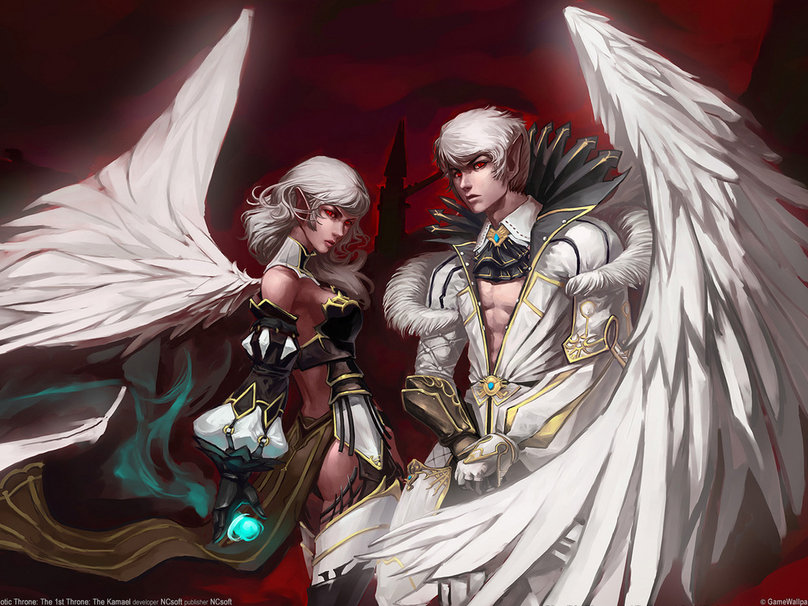 otic Throne: The 1st Throne: The Kamael developer NCsoft publisher NCsoft
© GameWallpa